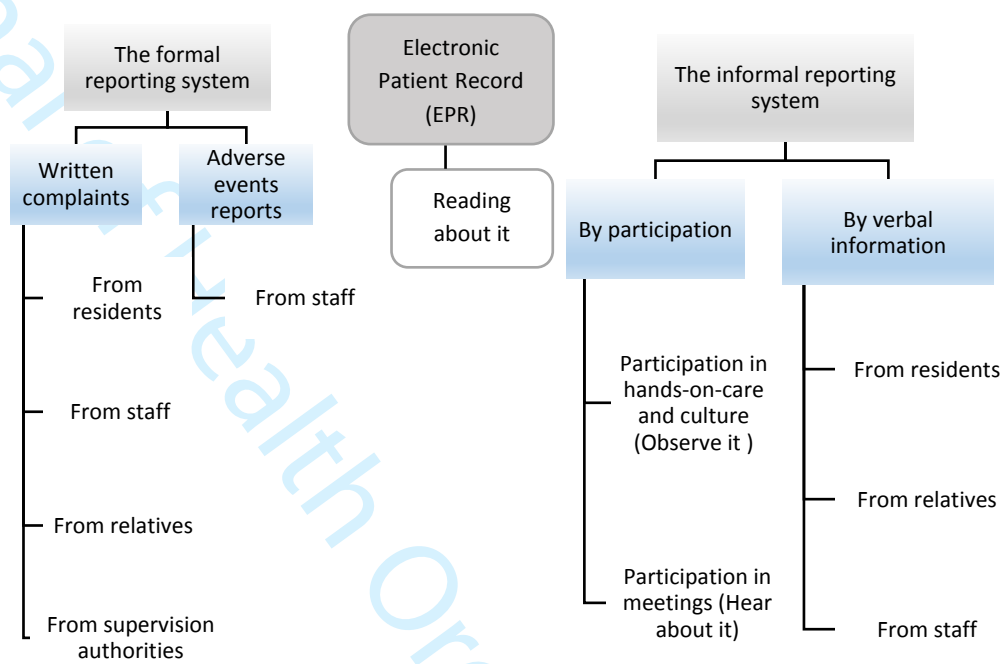 The formal
reporting system
Written
complaints
From
residents
From staff
From relatives
From supervision
authorities
Adverse
events
reports
From staff
Electronic
Patient Record
(EPR)
Reading
about it
The informal reporting
system
By participation
Participation in
hands-on-care
and culture
(Observe it )
Participation in
meetings (Hear
about it)
By verbal
information
From residents
From relatives
From staff